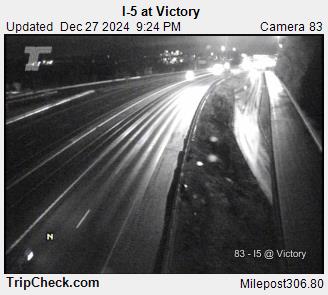 I-5 at Victory
Updated Dec 27 2024 9:24 PM Camera 83
N
83 - I5 @ Victory
TripCheck.com Milepost306.80